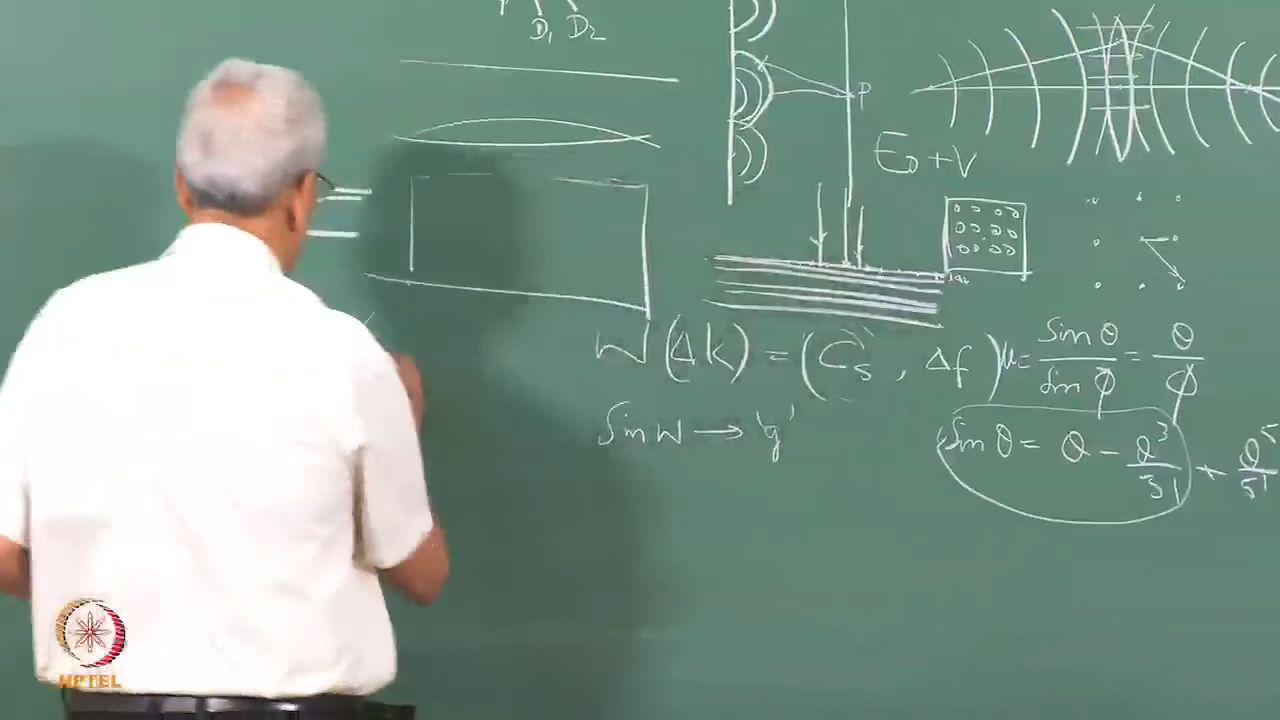 D₁ D₂
P
E₀ + V
W(Δk) = (Cₛ, Δf)
μ = Sin θ / Sin φ = θ / φ
Sin W → 'g'
Sin θ = θ - θ³/3! + θ⁵/5!
NPTEL